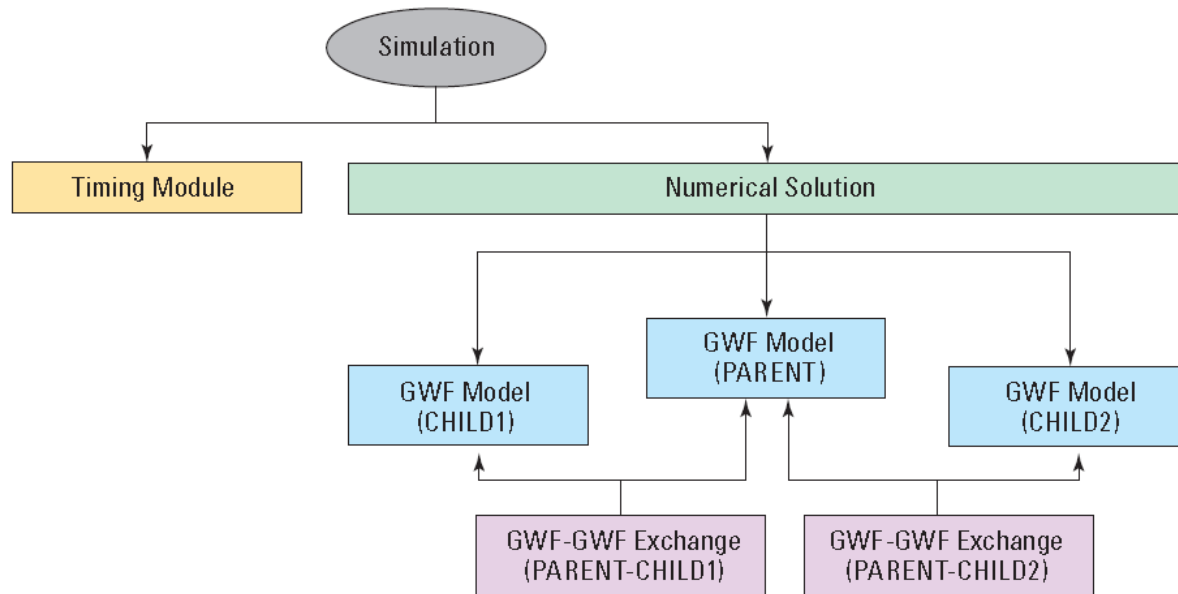 Simulation
Timing Module
Numerical Solution
GWF Model
(PARENT)
GWF Model
(CHILD1)
GWF Model
(CHILD2)
GWF-GWF Exchange
(PARENT-CHILD1)
GWF-GWF Exchange
(PARENT-CHILD2)